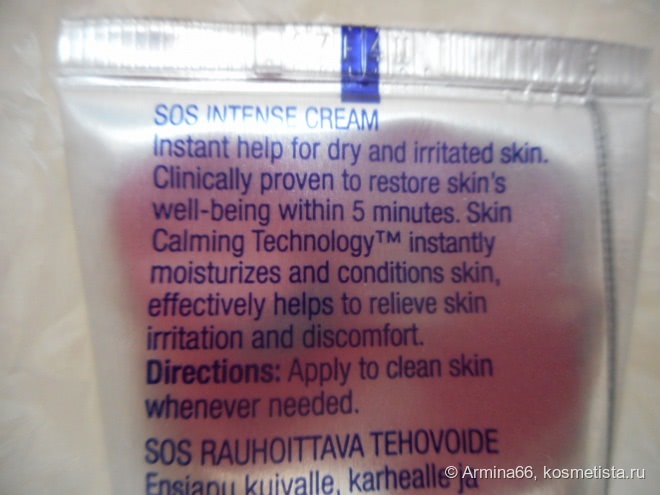 SOS INTENSE CREAM
Instant help for dry and irritated skin.
Clinically proven to restore skin's
well-being within 5 minutes. Skin
Calming Technology™ instantly
moisturizes and conditions skin,
effectively helps to relieve skin
irritation and discomfort.
Directions: Apply to clean skin
whenever needed.
SOS RAUHOITTAVA TEHOVOIDE
Ensiapu kuivalle, karhealle ja
© Armina66, kosmetista.ru